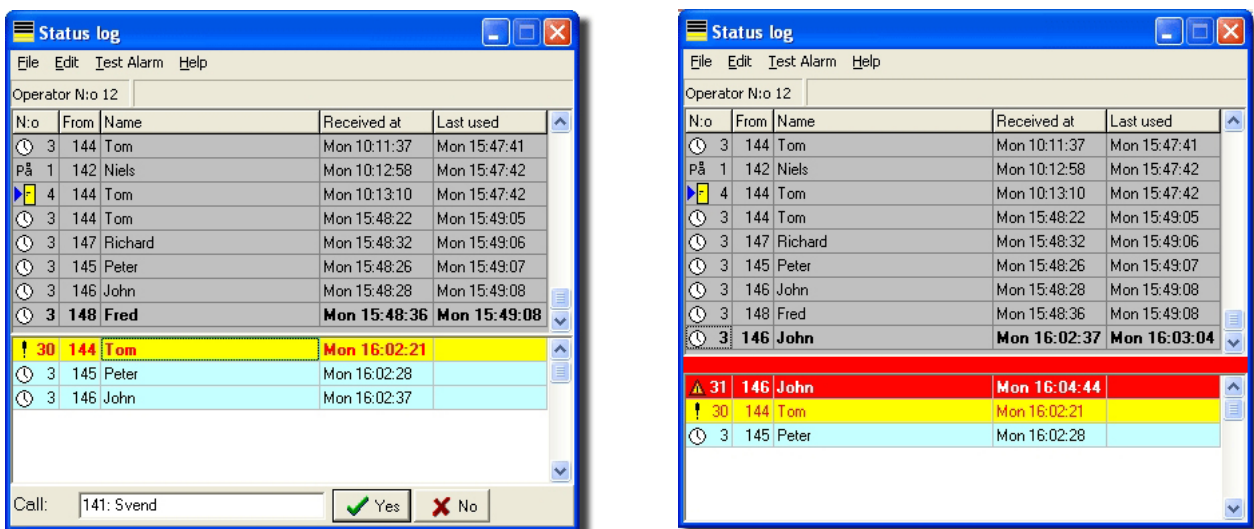 Status log
File Edit Test Alarm Help
Operator N:o 12
N:o From Name Received at Last used
3 144 Tom Mon 10:11:37 Mon 15:47:41
På 1 142 Niels Mon 10:12:58 Mon 15:47:42
4 144 Tom Mon 10:13:10 Mon 15:47:42
3 144 Tom Mon 15:48:22 Mon 15:49:05
3 147 Richard Mon 15:48:32 Mon 15:49:06
3 145 Peter Mon 15:48:26 Mon 15:49:07
3 146 John Mon 15:48:28 Mon 15:49:08
3 148 Fred Mon 15:48:36 Mon 15:49:08
! 30 144 Tom Mon 16:02:21
3 145 Peter Mon 16:02:28
3 146 John Mon 16:02:37
Call: 141: Svend Yes No
Status log
File Edit Test Alarm Help
Operator N:o 12
N:o From Name Received at Last used
3 144 Tom Mon 10:11:37 Mon 15:47:41
På 1 142 Niels Mon 10:12:58 Mon 15:47:42
4 144 Tom Mon 10:13:10 Mon 15:47:42
3 144 Tom Mon 15:48:22 Mon 15:49:05
3 147 Richard Mon 15:48:32 Mon 15:49:06
3 145 Peter Mon 15:48:26 Mon 15:49:07
3 146 John Mon 15:48:28 Mon 15:49:08
3 148 Fred Mon 15:48:36 Mon 15:49:08
3 146 John Mon 16:02:37 Mon 16:03:04
31 146 John Mon 16:04:44
! 30 144 Tom Mon 16:02:21
3 145 Peter Mon 16:02:28